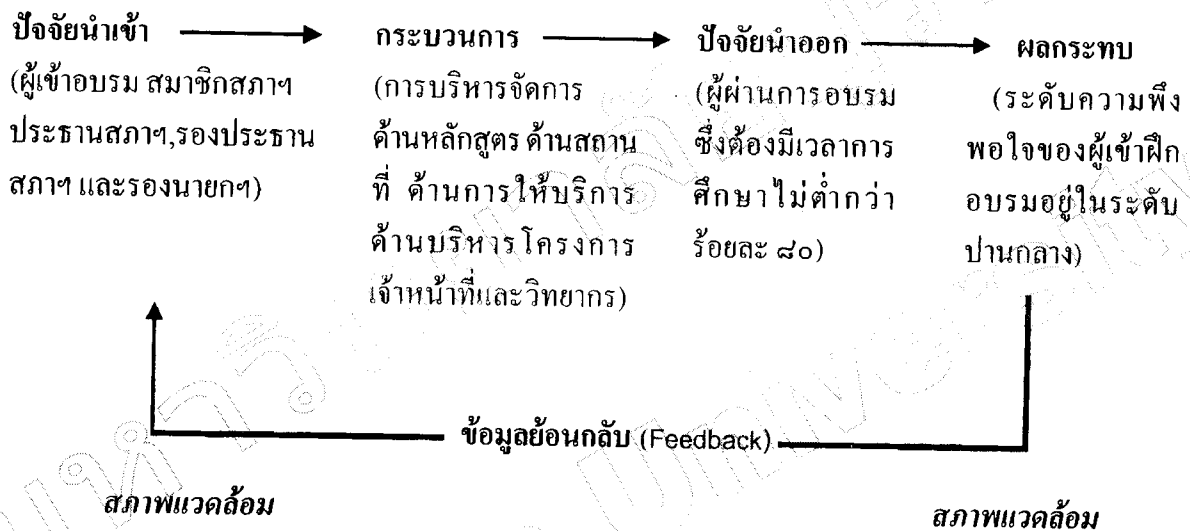 ปัจจัยนำเข้า
(ผู้เข้าอบรม สมาชิกสภาฯ
ประธานสภาฯ,รองประธาน
สภาฯ และรองนายกฯ)
กระบวนการ
(การบริหารจัดการ
ด้านหลักสูตร ด้านสถาน
ที่ ด้านการให้บริการ
ด้านบริหารโครงการ
เจ้าหน้าที่และวิทยากร)
ปัจจัยนำออก
(ผู้ผ่านการอบรม
ซึ่งต้องมีเวลาการ
ศึกษาไม่ต่ำกว่า
ร้อยละ ๘๐)
ผลกระทบ
(ระดับความพึง
พอใจของผู้เข้าฝึก
อบรมอยู่ในระดับ
ปานกลาง)
ข้อมูลย้อนกลับ (Feedback)
สภาพแวดล้อม
สภาพแวดล้อม